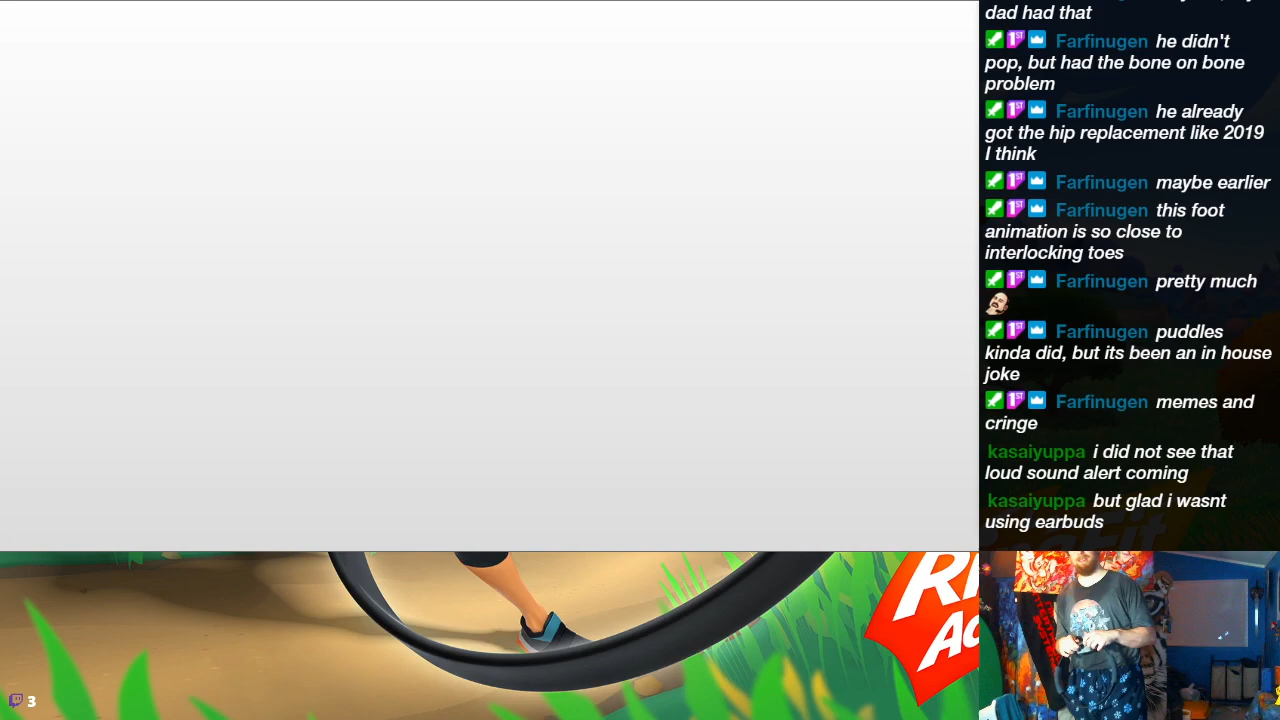 dad had that
Farfinugen he didn't
pop, but had the bone on bone
problem
Farfinugen he already
got the hip replacement like 2019
I think
Farfinugen maybe earlier
Farfinugen this foot
animation is so close to
interlocking toes
Farfinugen pretty much
Farfinugen puddles
kinda did, but its been an in house
joke
Farfinugen memes and
cringe
kasaiyuppa i did not see that
loud sound alert coming
kasaiyuppa but glad i wasnt
using earbuds
3